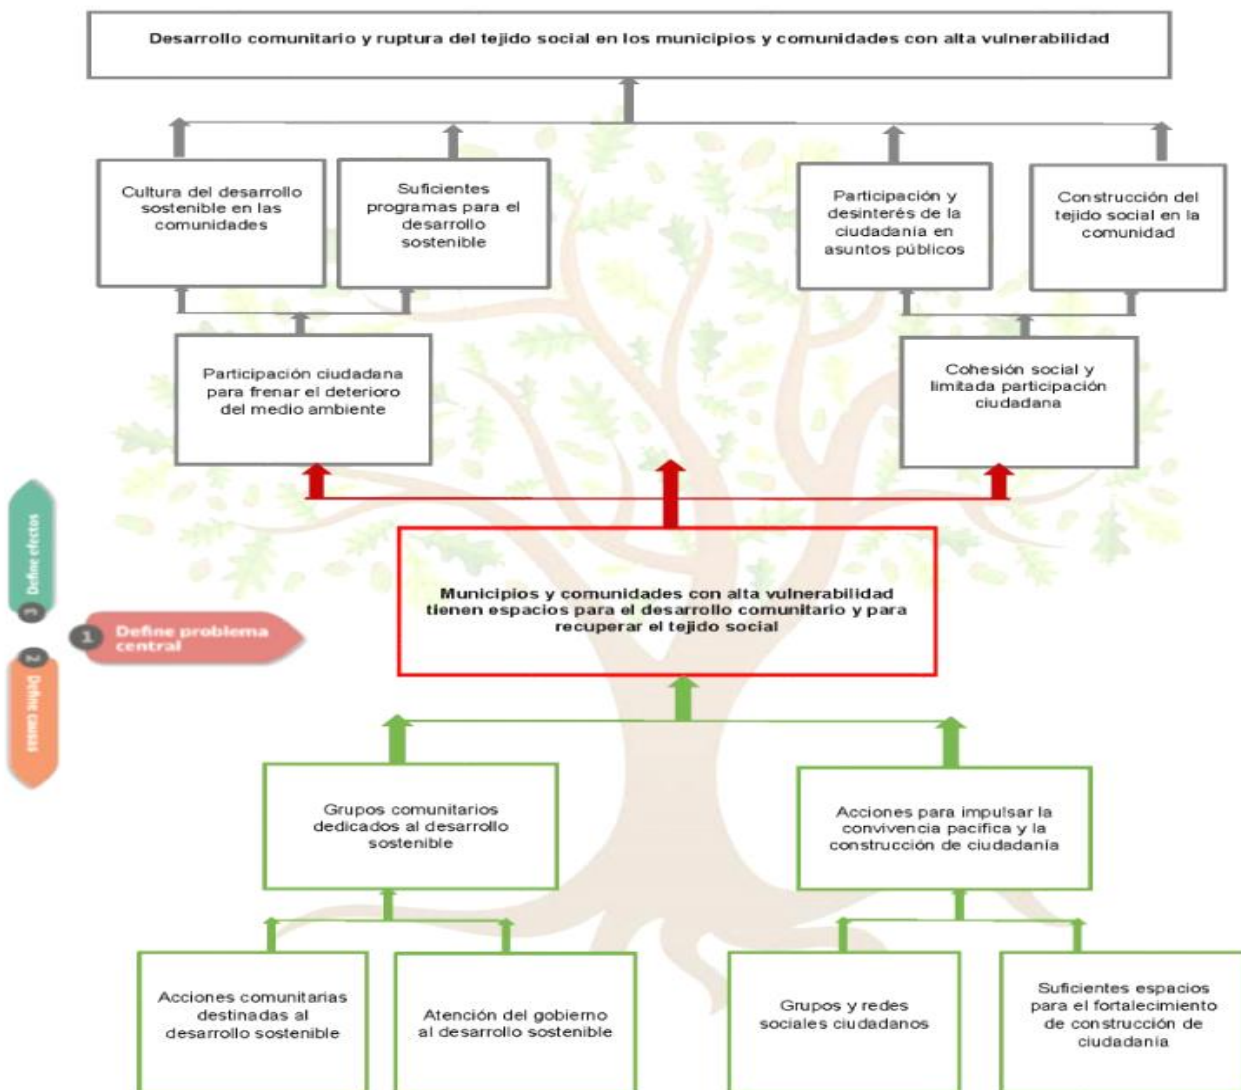 Desarrollo comunitario y ruptura del tejido social en los municipios y comunidades con alta vulnerabilidad
Cultura del desarrollo
sostenible en las
comunidades
Suficientes
programas para el
desarrollo
sostenible
Participación y
desinterés de la
ciudadanía en
asuntos públicos
Construcción del
tejido social en la
comunidad
Participación ciudadana
para frenar el deterioro
del medio ambiente
Cohesión social y
limitada participación
ciudadana
3 Define efectos
1 Define problema
central
2 Define causas
Municipios y comunidades con alta vulnerabilidad
tienen espacios para el desarrollo comunitario y para
recuperar el tejido social
Grupos comunitarios
dedicados al desarrollo
sostenible
Acciones para impulsar la
convivencia pacífica y la
construcción de ciudadanía
Acciones comunitarias
destinadas al
desarrollo sostenible
Atención del gobierno
al desarrollo sostenible
Grupos y redes
sociales ciudadanos
Suficientes espacios
para el fortalecimiento
de construcción de
ciudadanía